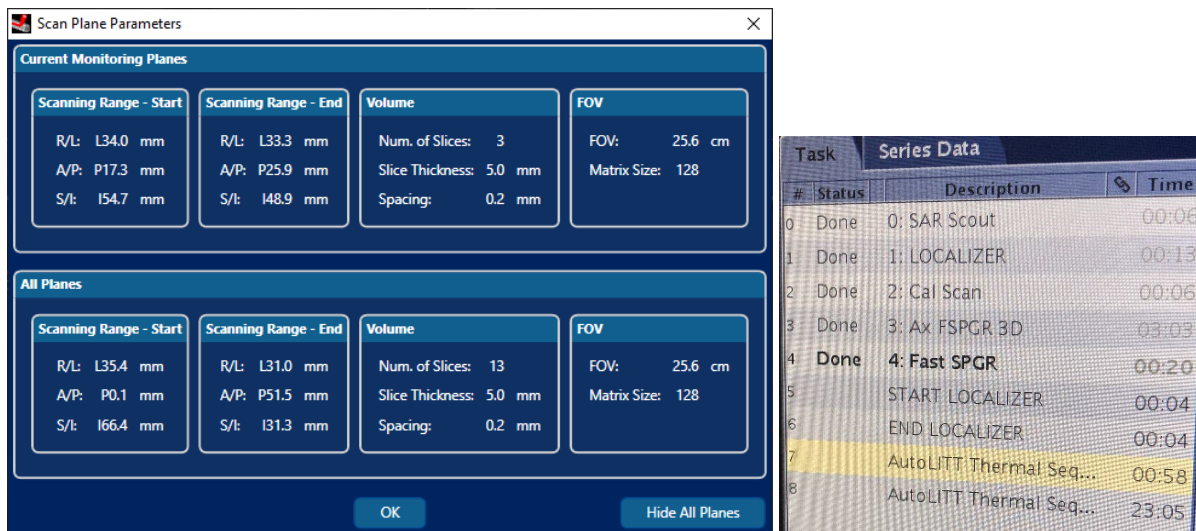 Scan Plane Parameters
Current Monitoring Planes
Scanning Range - Start
R/L: L34.0 mm
A/P: P17.3 mm
S/I: I54.7 mm
Scanning Range - End
R/L: L33.3 mm
A/P: P25.9 mm
S/I: I48.9 mm
Volume
Num. of Slices: 3
Slice Thickness: 5.0 mm
Spacing: 0.2 mm
FOV
FOV: 25.6 cm
Matrix Size: 128
All Planes
Scanning Range - Start
R/L: L35.4 mm
A/P: P0.1 mm
S/I: I66.4 mm
Scanning Range - End
R/L: L31.0 mm
A/P: P51.5 mm
S/I: I31.3 mm
Volume
Num. of Slices: 13
Slice Thickness: 5.0 mm
Spacing: 0.2 mm
FOV
FOV: 25.6 cm
Matrix Size: 128
OK
Hide All Planes
Task Series Data
# Status Description Time
0 Done 0: SAR Scout 00:06
1 Done 1: LOCALIZER 00:13
2 Done 2: Cal Scan 00:06
3 Done 3: Ax FSPGR 3D 03:03
4 Done 4: Fast SPGR 00:20
5 START LOCALIZER 00:04
6 END LOCALIZER 00:04
7 AutoLITT Thermal Seq... 00:58
8 AutoLITT Thermal Seq... 23:05